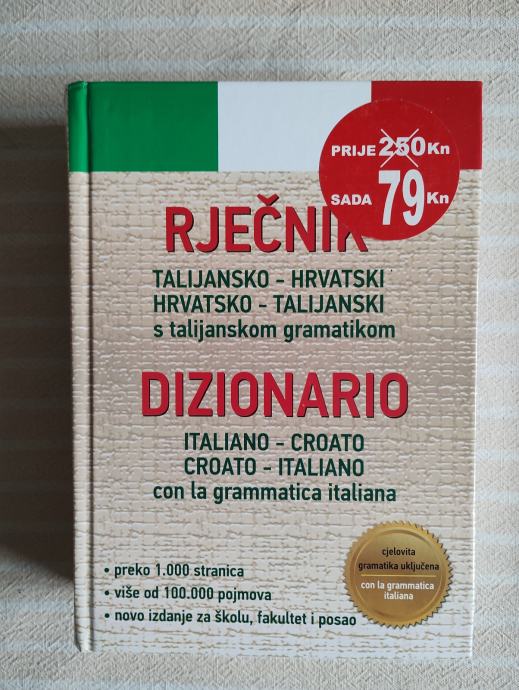 PRIJE 250 Kn
SADA 79 Kn
RJEČNIK
TALIJANSKO - HRVATSKI
HRVATSKO - TALIJANSKI
s talijanskom gramatikom
DIZIONARIO
ITALIANO - CROATO
CROATO - ITALIANO
con la grammatica italiana
• preko 1.000 stranica
• više od 100.000 pojmova
• novo izdanje za školu, fakultet i posao
cjelovita
gramatika uključena
con la grammatica
italiana